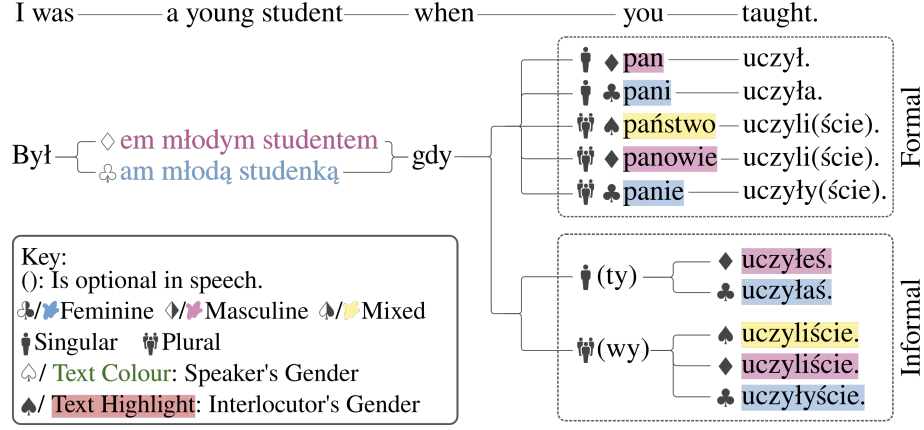 I was a young student when you taught.
Był
◇ em młodym studentem
♧ am młodą studenką
gdy
♦ pan uczył.
♣ pani uczyła.
♠ państwo uczyli(ście).
♦ panowie uczyli(ście).
♣ panie uczyły(ście).
Formal
(ty)
♦ uczyłeś.
♣ uczyłaś.
(wy)
♠ uczyliście.
♦ uczyliście.
♣ uczyłyście.
Informal
Key:
(): Is optional in speech.
♣/Feminine ♦/Masculine ♠/Mixed
Singular Plural
♤/ Text Colour: Speaker's Gender
♠/ Text Highlight: Interlocutor's Gender